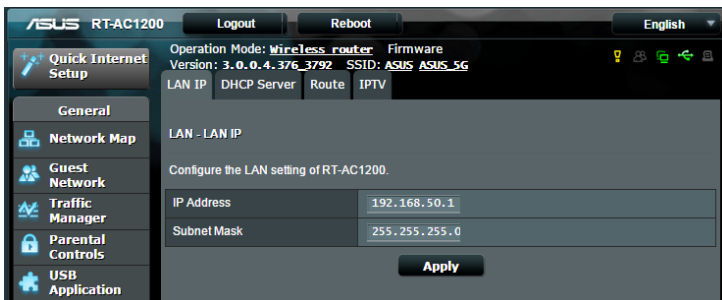 ASUS RT-AC1200 Logout Reboot English
Quick Internet Setup
Operation Mode: Wireless router Firmware
Version: 3.0.0.4.376_3792 SSID: ASUS ASUS_5G
LAN IP DHCP Server Route IPTV
General
Network Map
Guest Network
Traffic Manager
Parental Controls
USB Application
LAN - LAN IP
Configure the LAN setting of RT-AC1200.
IP Address 192.168.50.1
Subnet Mask 255.255.255.0
Apply